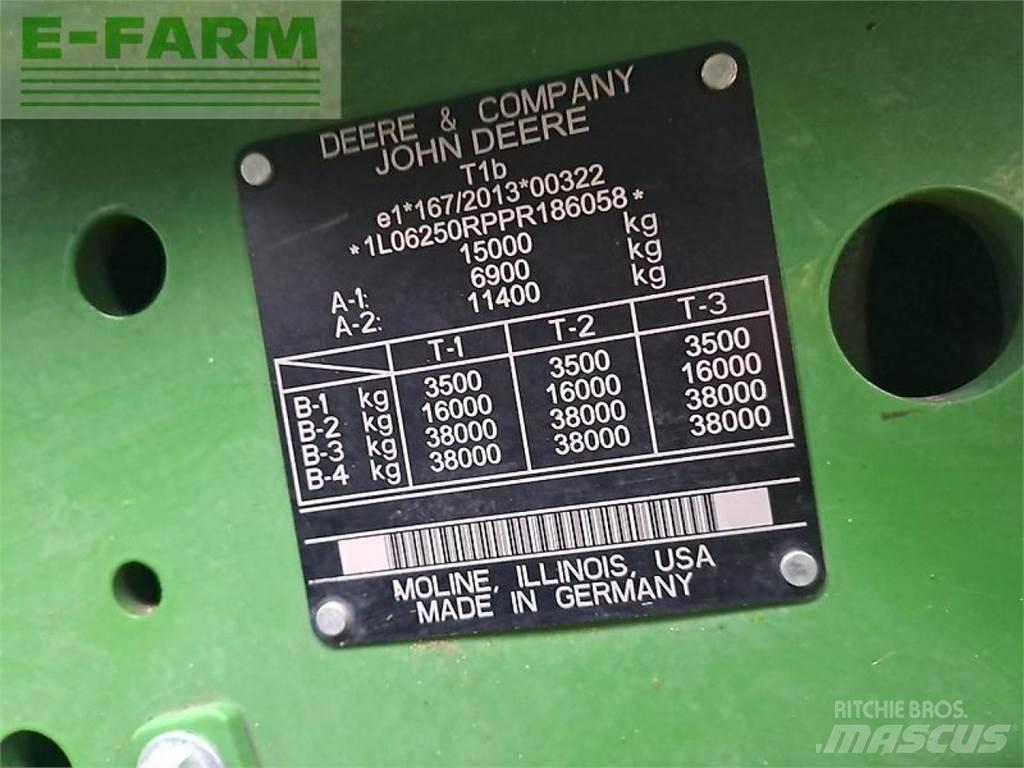 E-FARM
DEERE & COMPANY
JOHN DEERE
T1b
e1*167/2013*00322
*1L06250RPPR186058*
15000 kg
A-1: 6900 kg
A-2: 11400 kg
T-1 T-2 T-3
B-1 kg 3500 3500 3500
B-2 kg 16000 16000 16000
B-3 kg 38000 38000 38000
B-4 kg 38000 38000 38000
MOLINE, ILLINOIS, USA
MADE IN GERMANY
RITCHIE BROS.
MASCUS